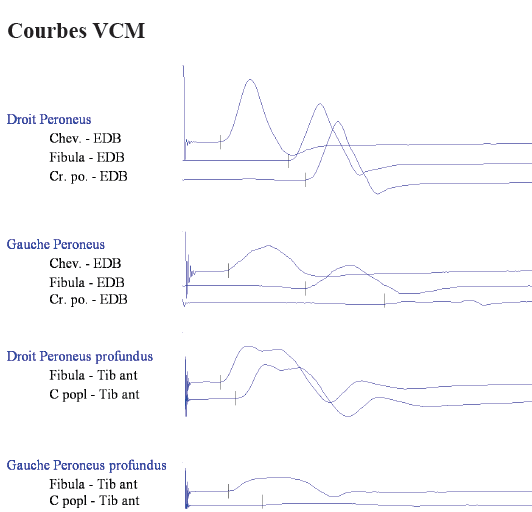 Courbes VCM
Droit Peroneus
Chev. - EDB
Fibula - EDB
Cr. po. - EDB
Gauche Peroneus
Chev. - EDB
Fibula - EDB
Cr. po. - EDB
Droit Peroneus profundus
Fibula - Tib ant
C popl - Tib ant
Gauche Peroneus profundus
Fibula - Tib ant
C popl - Tib ant